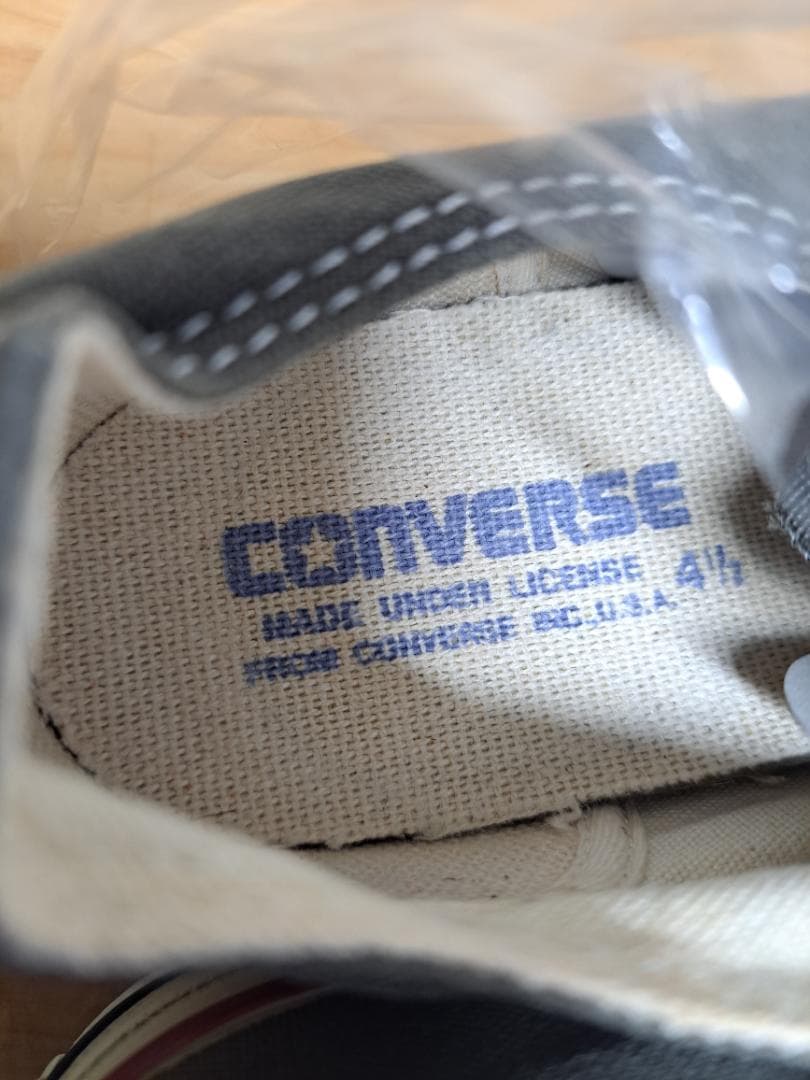 CONVERSE
MADE UNDER LICENSE 4½
FROM CONVERSE INC., U.S.A.